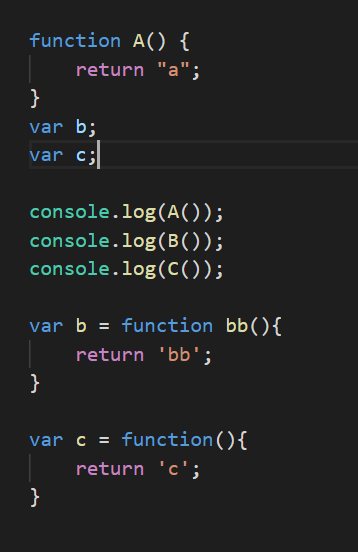 function A() {
    return "a";
}
var b;
var c;
console.log(A());
console.log(B());
console.log(C());
var b = function bb(){
    return 'bb';
}
var c = function(){
    return 'c';
}